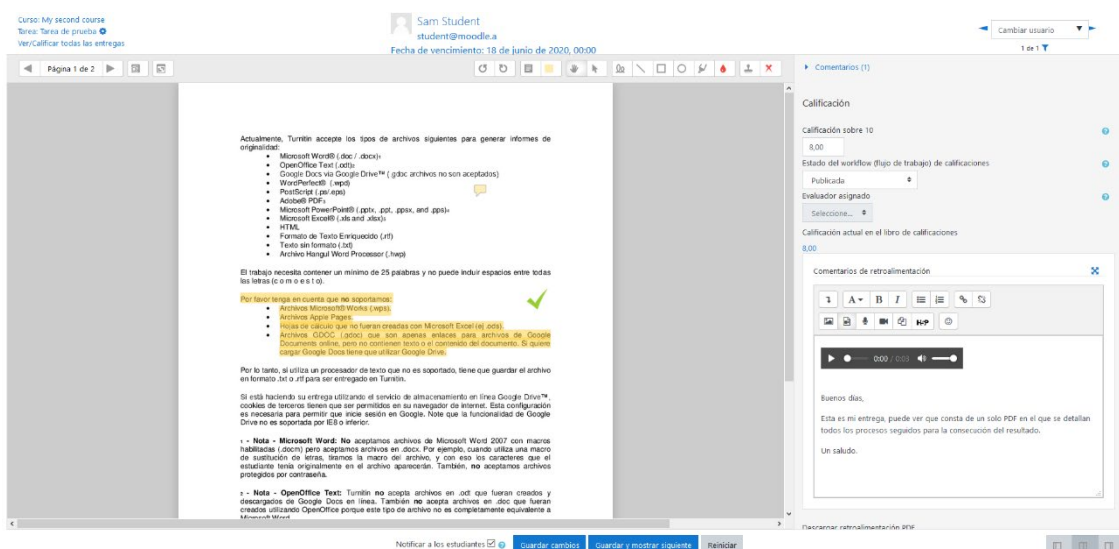 Curso: My second course
Tarea: Tarea de prueba
Ver/Calificar todas las entregas
Sam Student
student@moodle.a
Fecha de vencimiento: 18 de junio de 2020, 00:00
Cambiar usuario
1 de 1
Página 1 de 2
Actualmente, Turnitin accepte los tipos de archivos siguientes para generar informes de
originalidad:
Microsoft Word® (.doc / .docx)1
OpenOffice Text (.odt)2
Google Docs via Google Drive™ ( .gdoc archivos no son aceptados)
WordPerfect® (.wpd)
PostScript (.ps/.eps)
Adobe® PDF3
Microsoft PowerPoint® (.pptx, .ppt, .ppsx, and .pps)4
Microsoft Excel® (.xls and .xlsx)5
HTML
Formato de Texto Enriquecido (.rtf)
Texto sin formato (.txt)
Archivo Hangul Word Processor (.hwp)
El trabajo necesita contener un mínimo de 25 palabras y no puede incluir espacios entre todas
las letras (c o m o e s t o).
Por favor tenga en cuenta que no soportamos:
Archivos Microsoft® Works (.wps).
Archivos Apple Pages.
Hojas de cálculo que no fueran creadas con Microsoft Excel (ej .ods).
Archivos GDOC (.gdoc) que son apenas enlaces para archivos de Google
Documents online, pero no contienen texto o el contenido del documento. Si quiere
cargar Google Docs tiene que utilizar Google Drive.
Por lo tanto, si utiliza un procesador de texto que no es soportado, tiene que guardar el archivo
en formato .txt o .rtf para ser entregado en Turnitin.
Si está haciendo su entrega utilizando el servicio de almacenamiento en línea Google Drive™,
cookies de terceros tienen que ser permitidos en su navegador de internet. Esta configuración
es necesaria para permitir que inicie sesión en Google. Note que la funcionalidad de Google
Drive no es soportada por IE8 o inferior.
1 - Nota - Microsoft Word: No aceptamos archivos de Microsoft Word 2007 con macros
habilitadas (.docm) pero aceptamos archivos en .docx. Por ejemplo, cuando utiliza una macro
de sustitución de letras, tiramos la macro del archivo, y con eso los caracteres que el
estudiante tenía originalmente en el archivo aparecerán. También, no aceptamos archivos
protegidos por contraseña.
2 - Nota - OpenOffice Text: Turnitin no acepta archivos en .odt que fueran creados y
descargados de Google Docs en línea. También no acepta archivos en .doc que fueran
creados utilizando OpenOffice porque este tipo de archivo no es completamente equivalente a
Microsoft Word.
Comentarios (1)
Calificación
Calificación sobre 10
8,00
Estado del workflow (flujo de trabajo) de calificaciones
Publicada
Evaluador asignado
Seleccione...
Calificación actual en el libro de calificaciones
8,00
Comentarios de retroalimentación
A B I
H-P
0:00 / 0:03
Buenos días,
Esta es mi entrega, puede ver que consta de un solo PDF en el que se detallan
todos los procesos seguidos para la consecución del resultado.
Un saludo.
Descargar retroalimentación PDF
Notificar a los estudiantes
Guardar cambios
Guardar y mostrar siguiente
Reiniciar